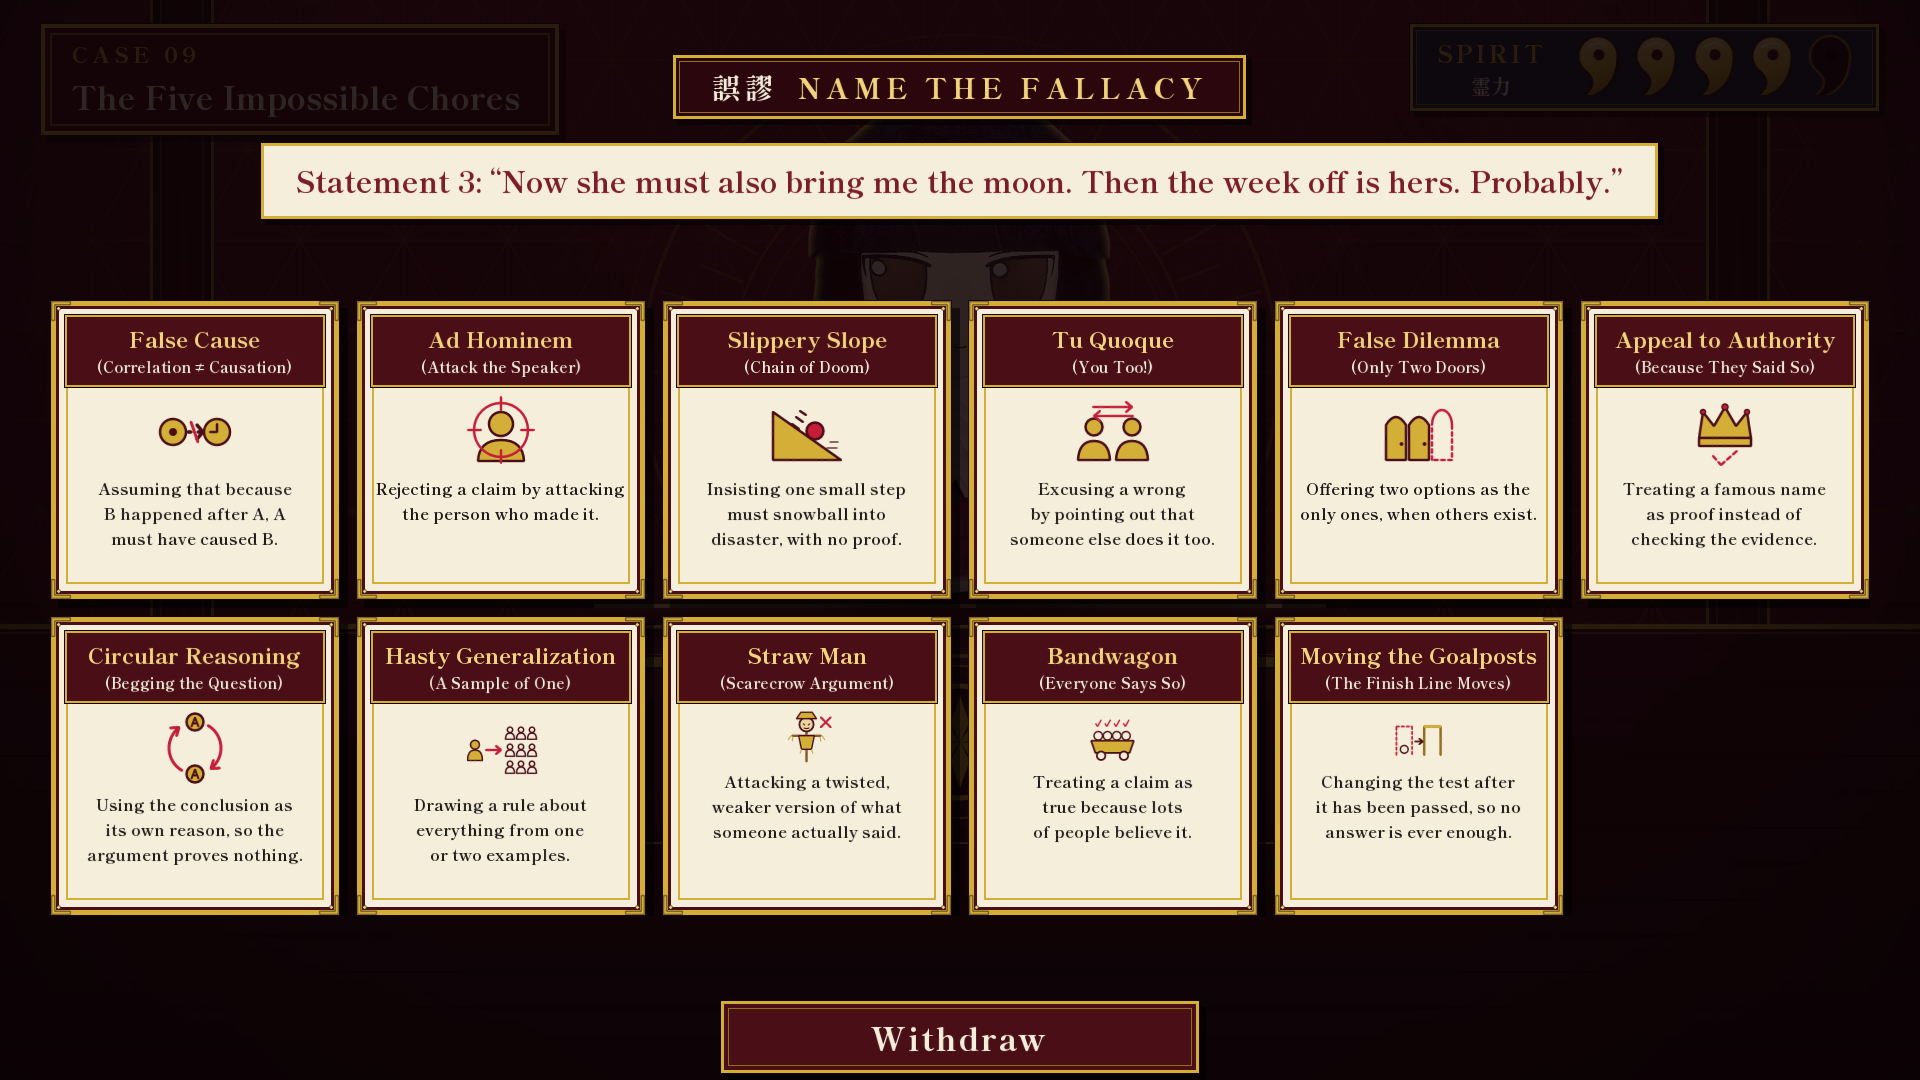 CASE 09
The Five Impossible Chores
誤謬 NAME THE FALLACY
SPIRIT
霊力
Statement 3: “Now she must also bring me the moon. Then the week off is hers. Probably.”
False Cause
(Correlation ≠ Causation)
Assuming that because
B happened after A, A
must have caused B.
Ad Hominem
(Attack the Speaker)
Rejecting a claim by attacking
the person who made it.
Slippery Slope
(Chain of Doom)
Insisting one small step
must snowball into
disaster, with no proof.
Tu Quoque
(You Too!)
Excusing a wrong
by pointing out that
someone else does it too.
False Dilemma
(Only Two Doors)
Offering two options as the
only ones, when others exist.
Appeal to Authority
(Because They Said So)
Treating a famous name
as proof instead of
checking the evidence.
Circular Reasoning
(Begging the Question)
A
A
Using the conclusion as
its own reason, so the
argument proves nothing.
Hasty Generalization
(A Sample of One)
Drawing a rule about
everything from one
or two examples.
Straw Man
(Scarecrow Argument)
Attacking a twisted,
weaker version of what
someone actually said.
Bandwagon
(Everyone Says So)
Treating a claim as
true because lots
of people believe it.
Moving the Goalposts
(The Finish Line Moves)
Changing the test after
it has been passed, so no
answer is ever enough.
Withdraw